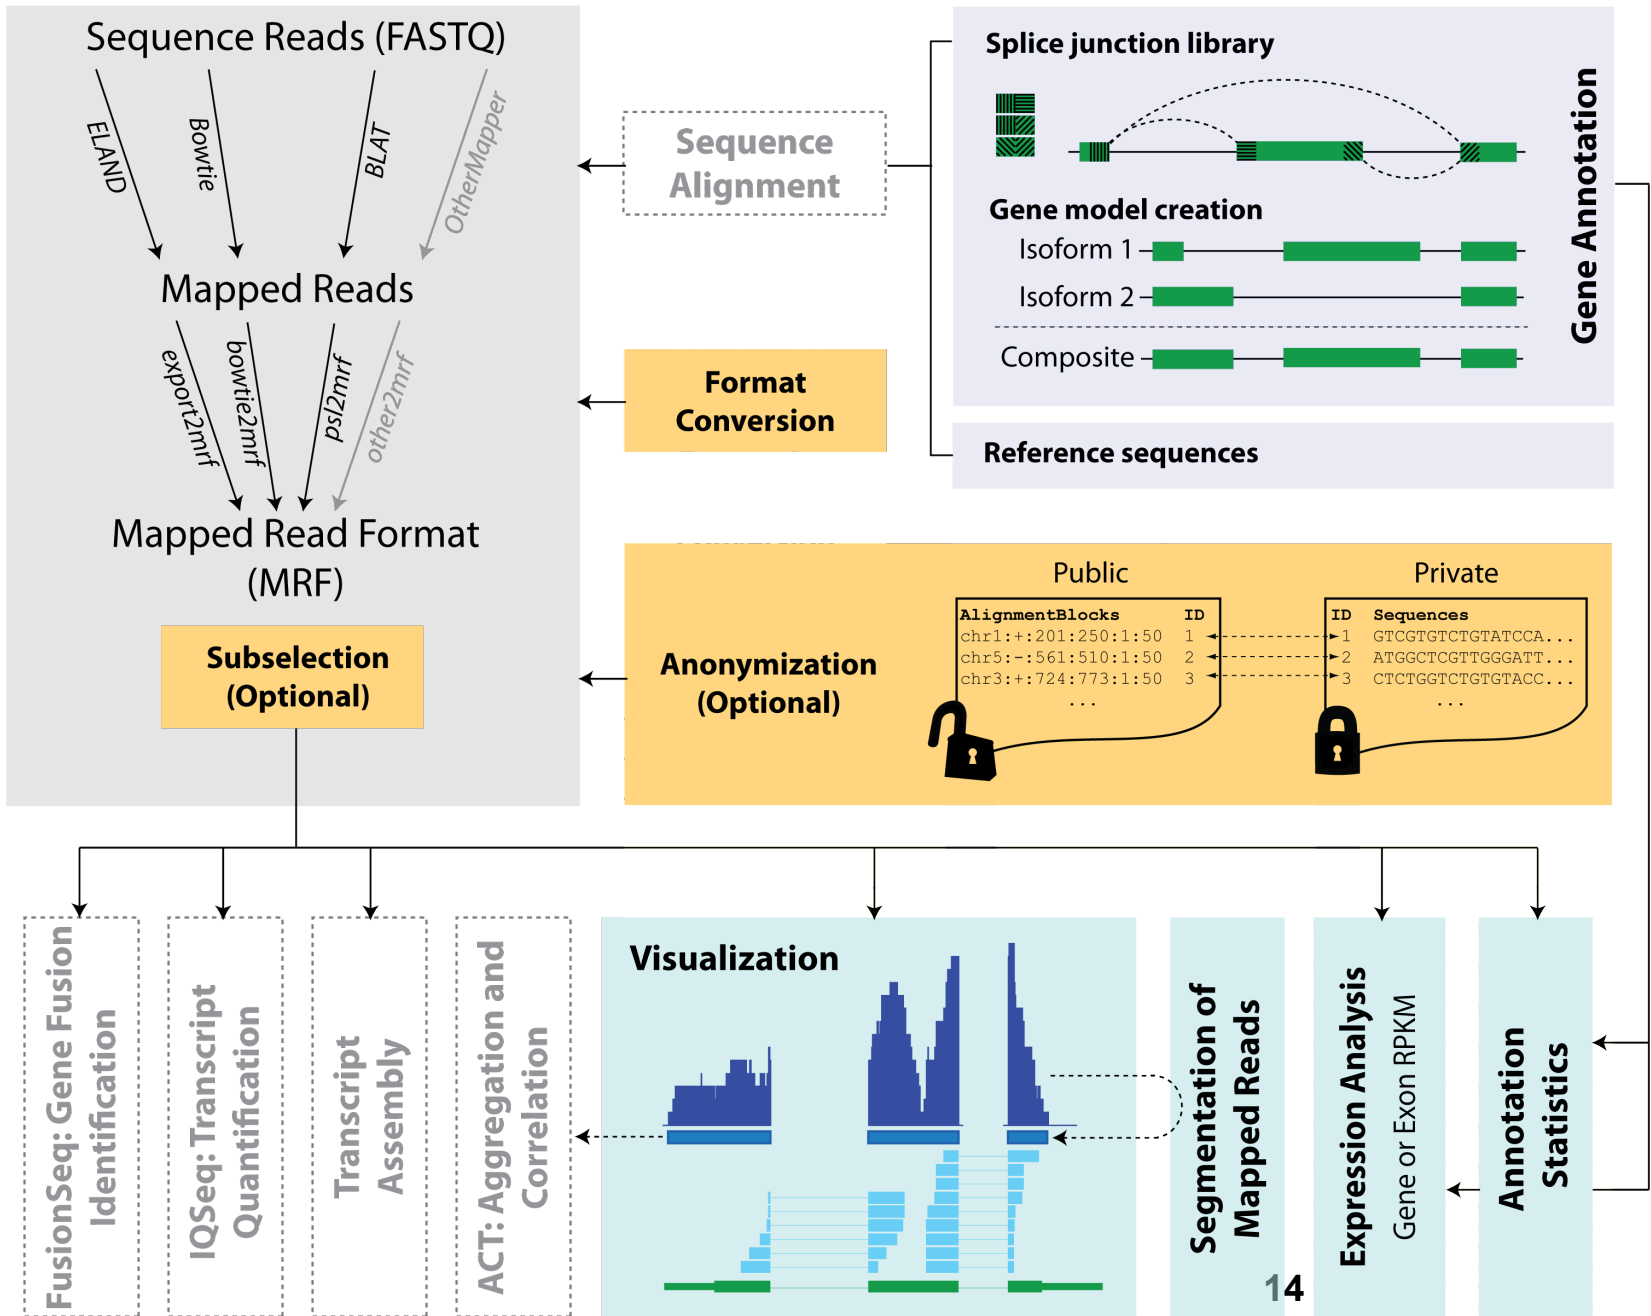 Sequence Reads (FASTQ)
ELAND
Bowtie
BLAT
OtherMapper
Mapped Reads
export2mrf
bowtie2mrf
psl2mrf
other2mrf
Mapped Read Format
(MRF)
Subselection
(Optional)
Sequence
Alignment
Format
Conversion
Splice junction library
Gene model creation
Isoform 1
Isoform 2
Composite
Gene Annotation
Reference sequences
Anonymization
(Optional)
Public
AlignmentBlocks ID
chr1:+:201:250:1:50 1
chr5:-:561:510:1:50 2
chr3:+:724:773:1:50 3
...
Private
ID Sequences
1 GTCGTGTCTGTATCCA...
2 ATGGCTCGTTGGGATT...
3 CTCTGGTCTGTGTACC...
...
FusionSeq: Gene Fusion
Identification
IQSeq: Transcript
Quantification
Transcript
Assembly
ACT: Aggregation and
Correlation
Visualization
Segmentation of
Mapped Reads
Expression Analysis
Gene or Exon RPKM
Annotation
Statistics
14